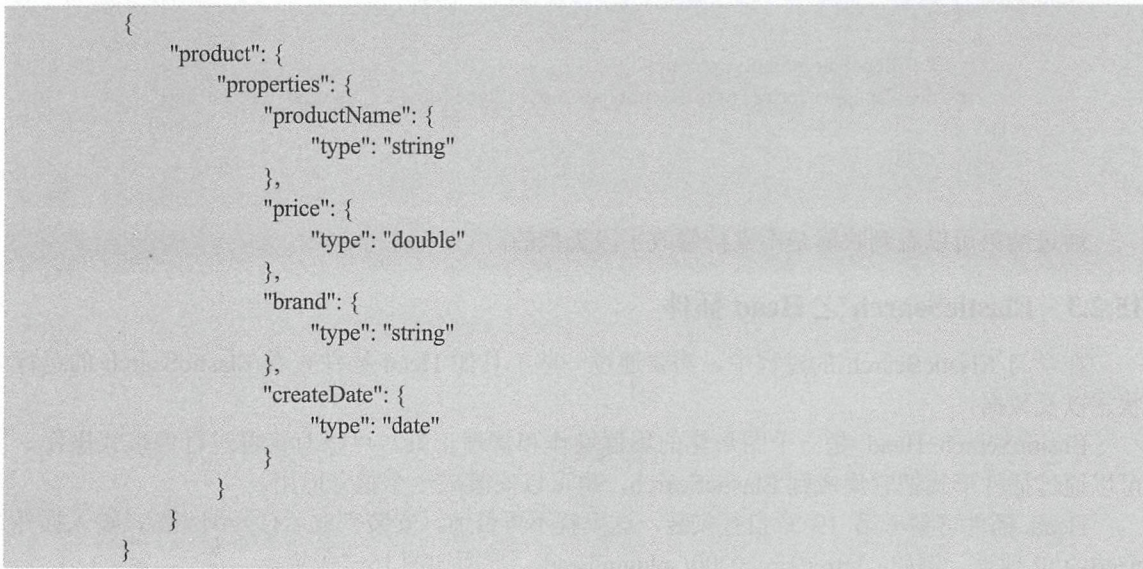 {
"product": {
"properties": {
"productName": {
"type": "string"
},
"price": {
"type": "double"
},
"brand": {
"type": "string"
},
"createDate": {
"type": "date"
}
}
}
}